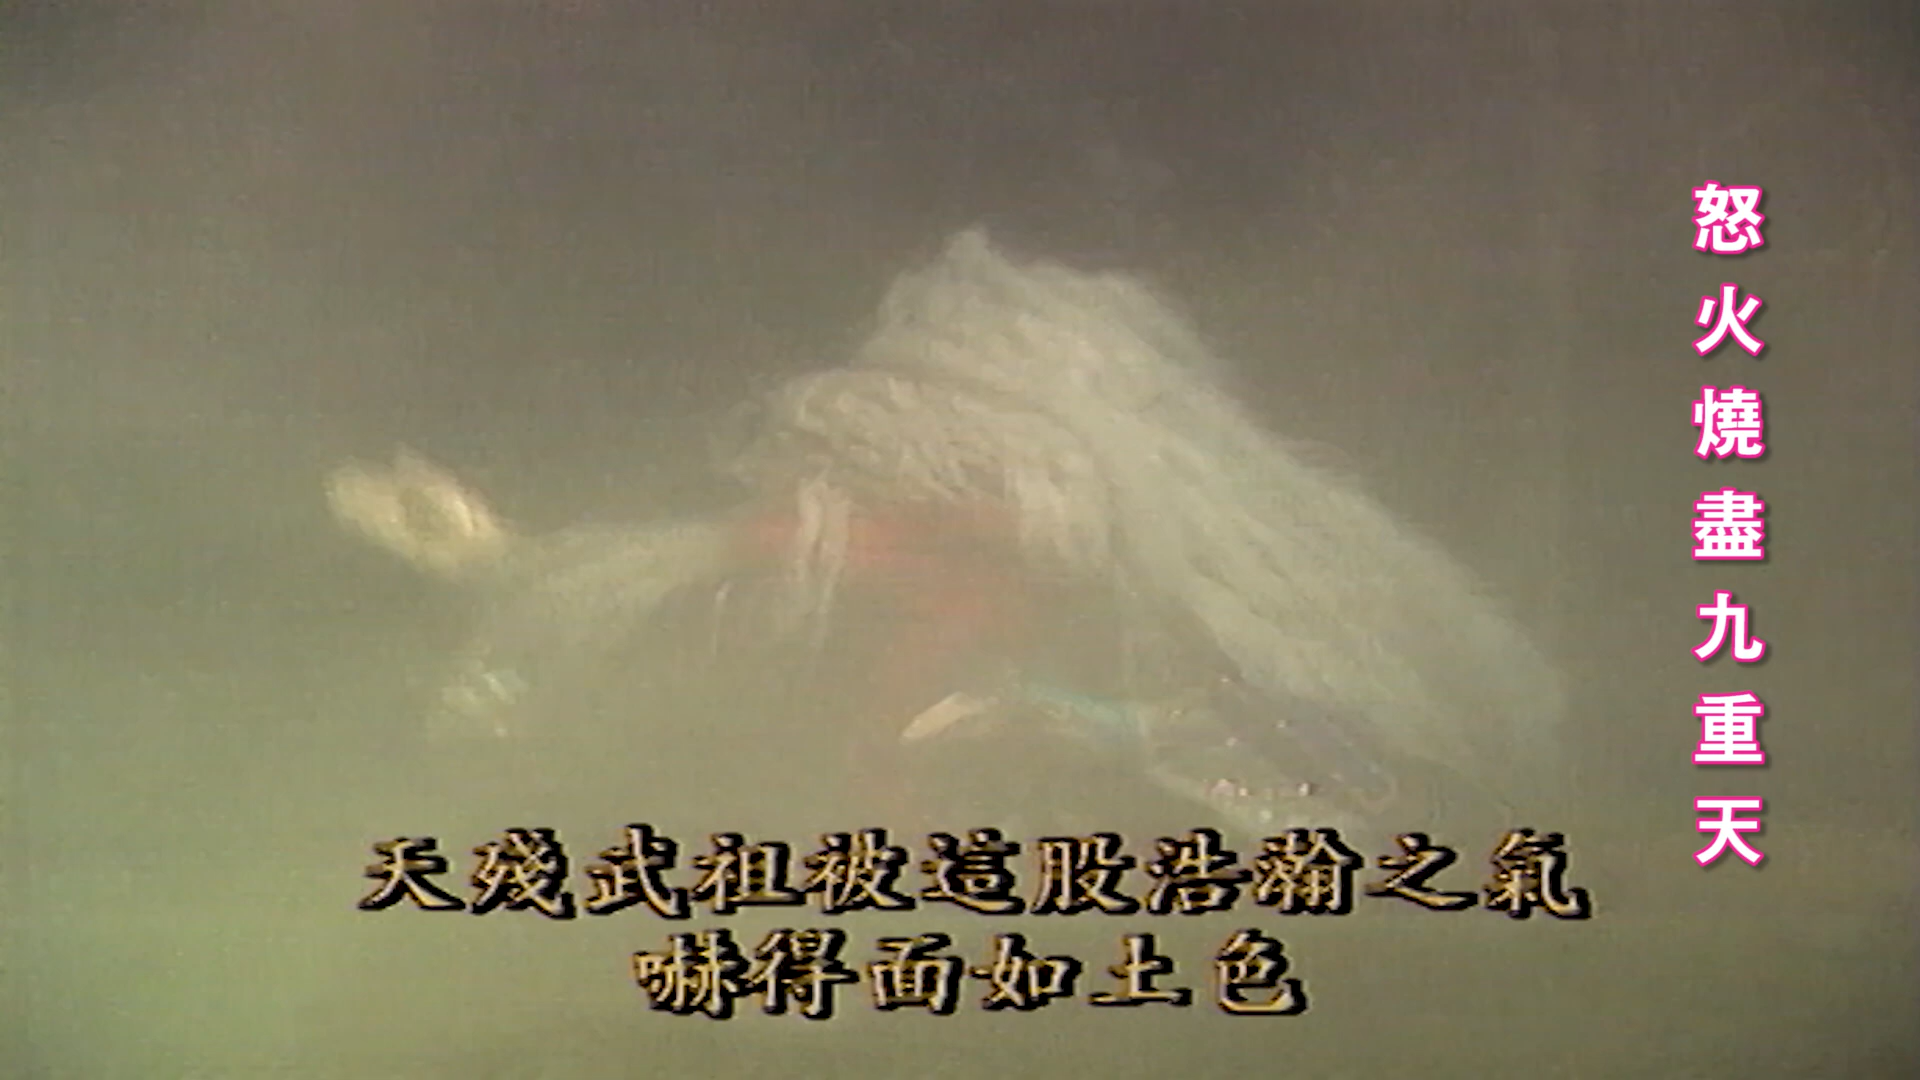 怒火燒盡九重天
天殘武祖被這股浩瀚之氣
嚇得面如土色